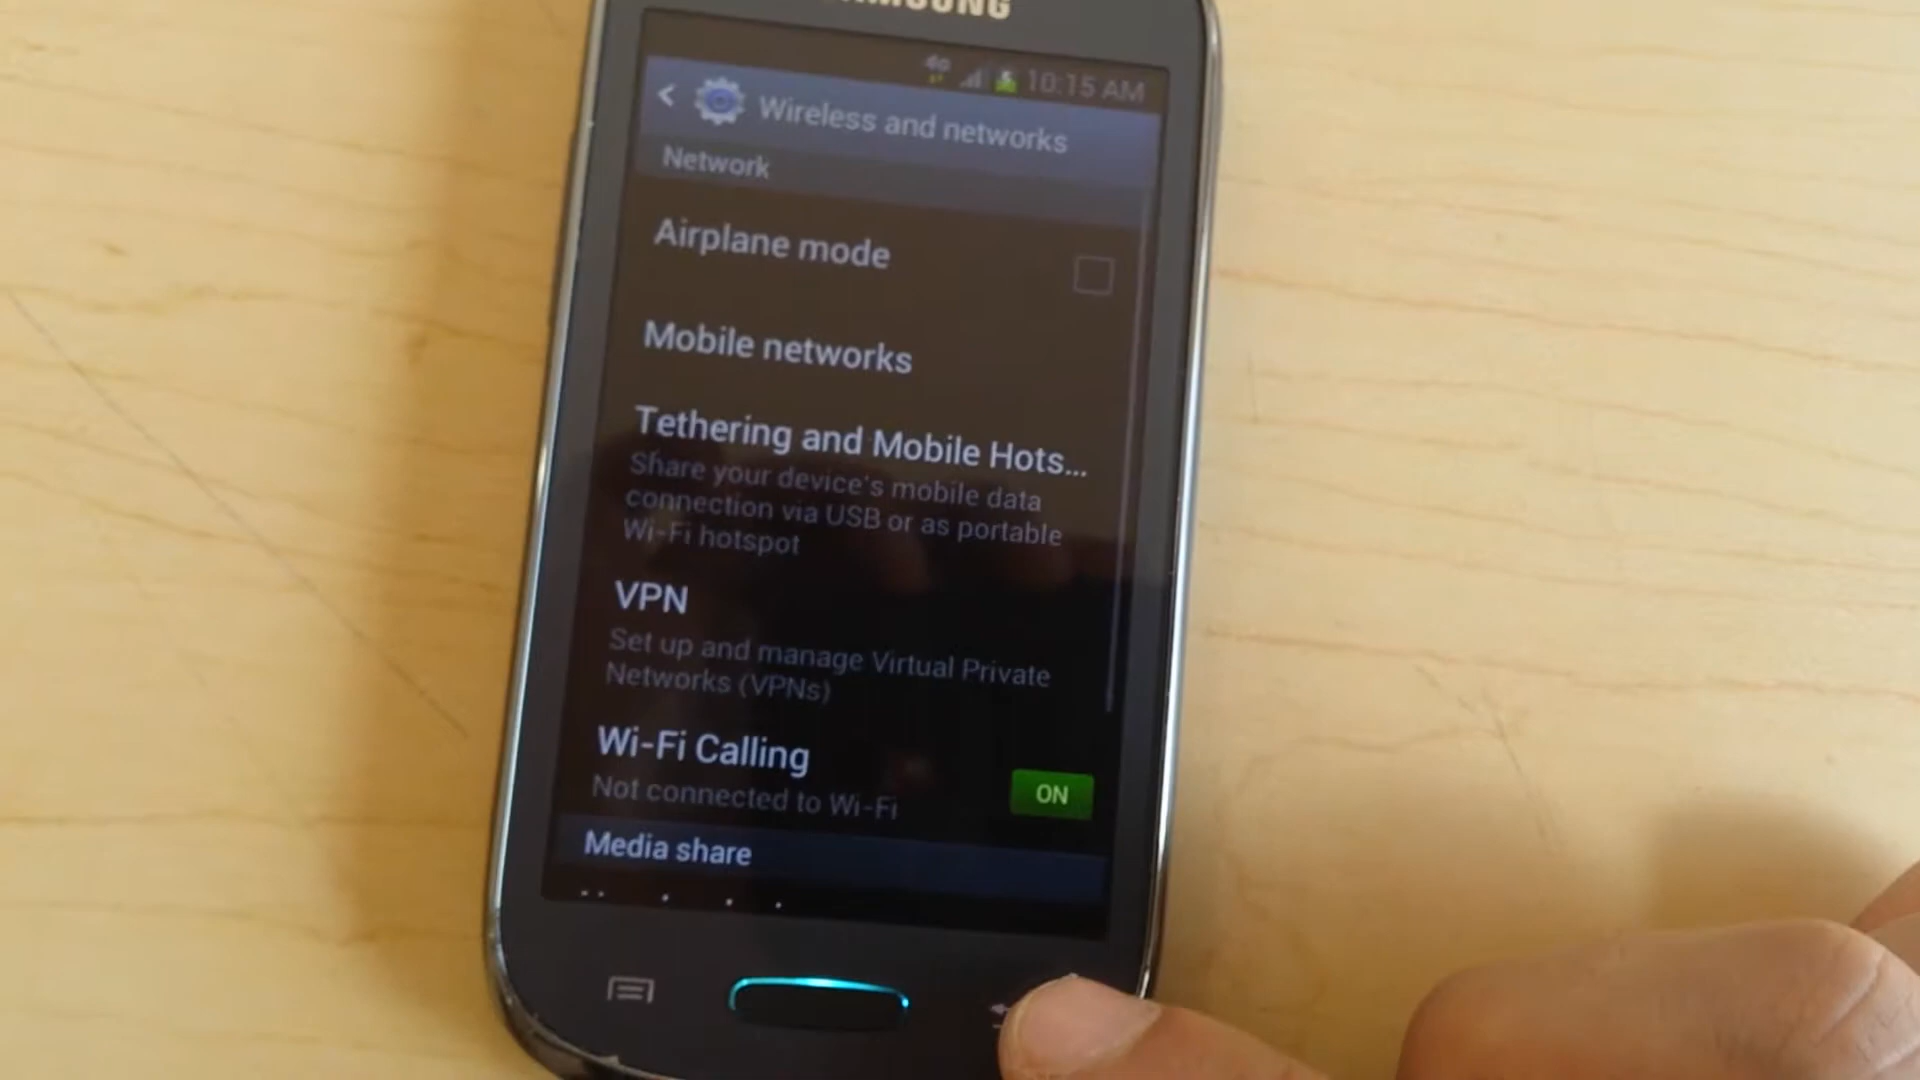 SAMSUNG
4G 10:15 AM
Wireless and networks
Network
Airplane mode
Mobile networks
Tethering and Mobile Hots...
Share your device's mobile data
connection via USB or as portable
Wi-Fi hotspot
VPN
Set up and manage Virtual Private
Networks (VPNs)
Wi-Fi Calling
ON
Not connected to Wi-Fi
Media share